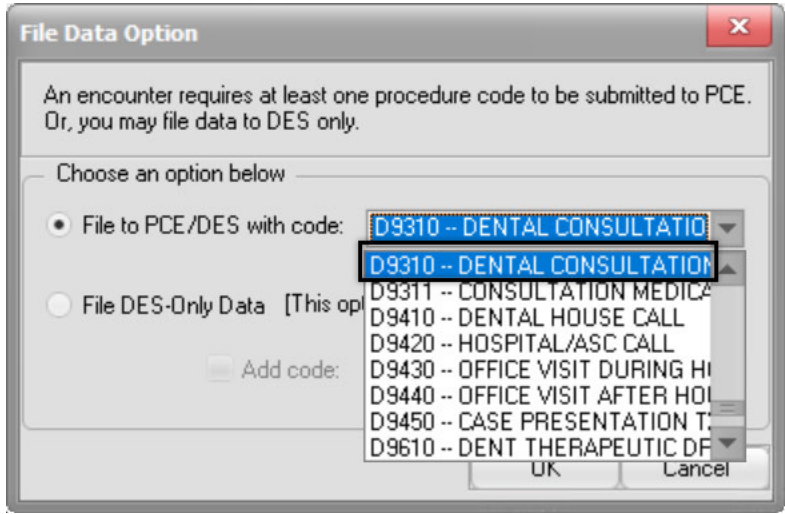 File Data Option
An encounter requires at least one procedure code to be submitted to PCE.
Or, you may file data to DES only.
Choose an option below
File to PCE/DES with code: D9310 -- DENTAL CONSULTATIO
D9310 -- DENTAL CONSULTATION
D9311 -- CONSULTATION MEDICA
File DES-Only Data [This op
D9410 -- DENTAL HOUSE CALL
D9420 -- HOSPITAL/ASC CALL
Add code:
D9430 -- OFFICE VISIT DURING H
D9440 -- OFFICE VISIT AFTER HO
D9450 -- CASE PRESENTATION T
D9610 -- DENT THERAPEUTIC DF
OK Cancel